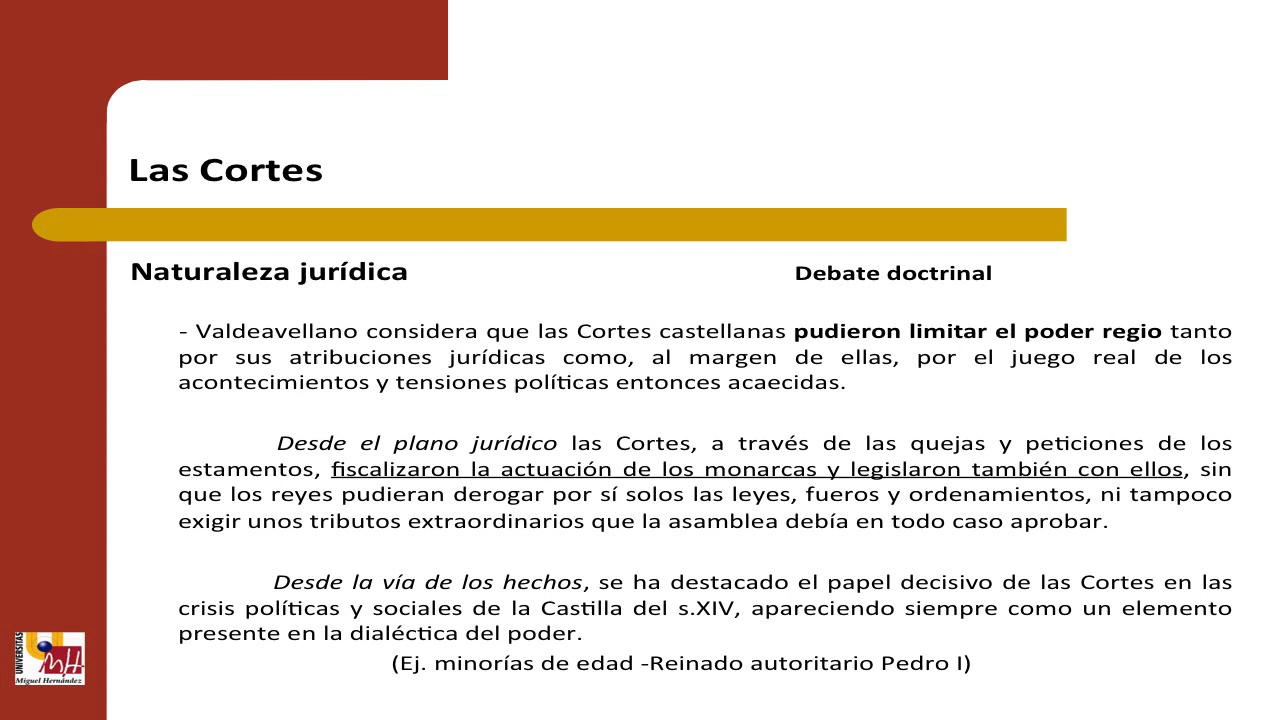 Las Cortes
Naturaleza jurídica Debate doctrinal
- Valdeavellano considera que las Cortes castellanas pudieron limitar el poder regio tanto
por sus atribuciones jurídicas como, al margen de ellas, por el juego real de los
acontecimientos y tensiones políticas entonces acaecidas.
Desde el plano jurídico las Cortes, a través de las quejas y peticiones de los
estamentos, fiscalizaron la actuación de los monarcas y legislaron también con ellos, sin
que los reyes pudieran derogar por sí solos las leyes, fueros y ordenamientos, ni tampoco
exigir unos tributos extraordinarios que la asamblea debía en todo caso aprobar.
Desde la vía de los hechos, se ha destacado el papel decisivo de las Cortes en las
crisis políticas y sociales de la Castilla del s.XIV, apareciendo siempre como un elemento
presente en la dialéctica del poder.
(Ej. minorías de edad -Reinado autoritario Pedro I)
UNIVERSITAS
MH
Miguel Hernández